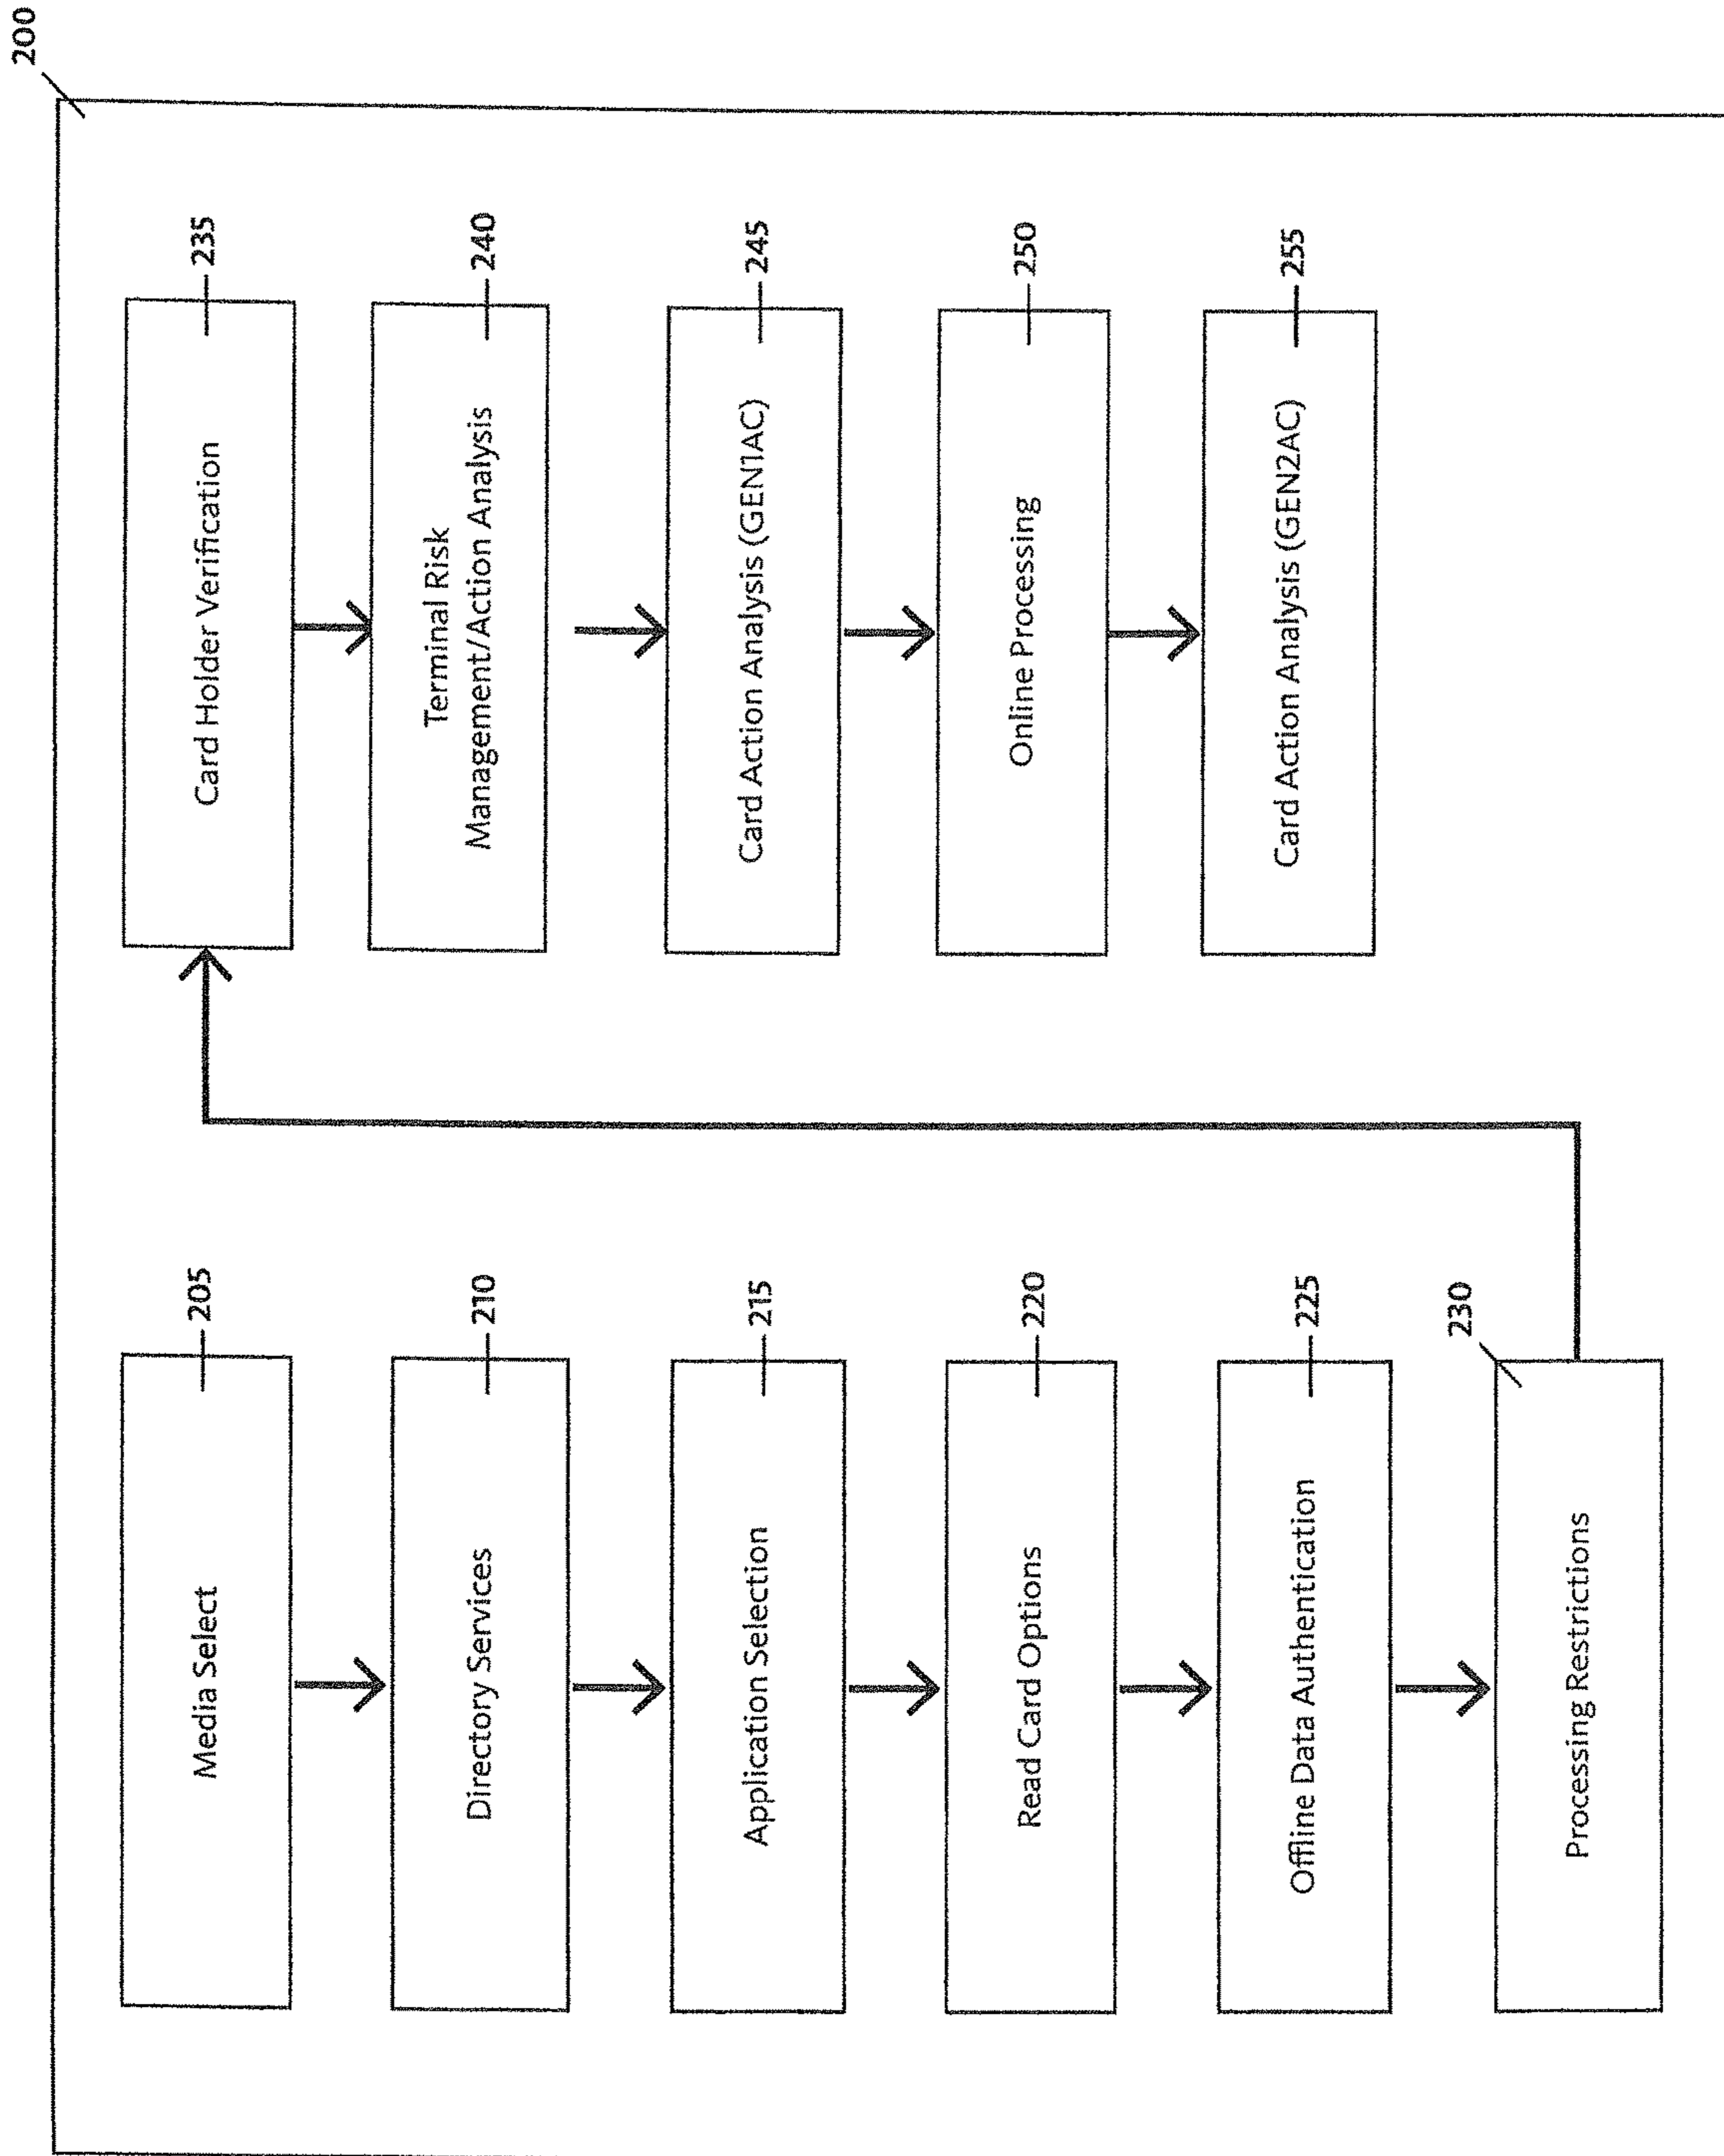 200
Media Select
205
Directory Services
210
Application Selection
215
Read Card Options
220
Offline Data Authentication
225
Processing Restrictions
230
Card Holder Verification
235
Terminal Risk
Management/Action Analysis
240
Card Action Analysis (GEN1AC)
245
Online Processing
250
Card Action Analysis (GEN2AC)
255